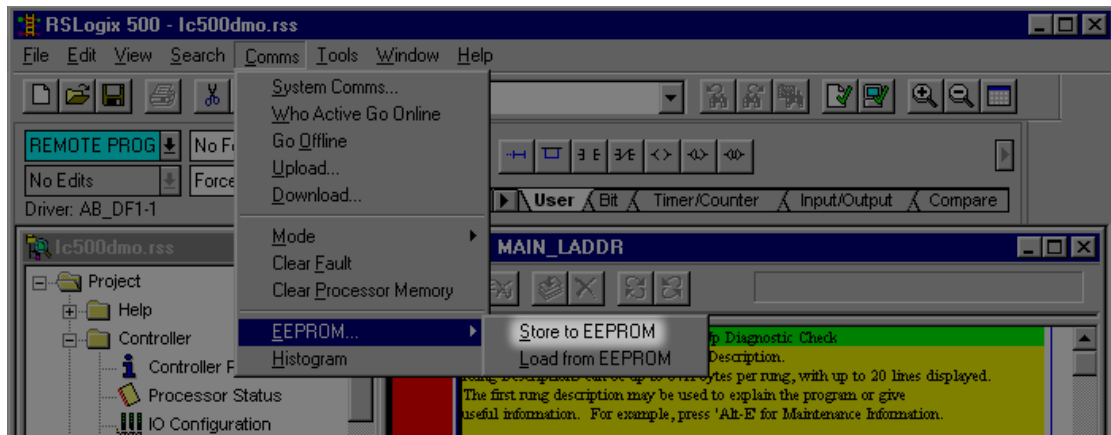 RSLogix 500 - lc500dmo.rss
File Edit View Search Comms Tools Window Help
System Comms...
Who Active Go Online
Go Offline
Upload...
Download...
Mode
Clear Fault
Clear Processor Memory
EEPROM...
Histogram
Store to EEPROM
Load from EEPROM
REMOTE PROG
No Edits
Driver: AB_DF1-1
User Bit Timer/Counter Input/Output Compare
lc500dmo.rss
Project
Help
Controller
Controller
Processor Status
IO Configuration
MAIN_LADDR
Diagnostic Check
Description.
per rung, with up to 20 lines displayed.
The first rung description may be used to explain the program or give
useful information. For example, press 'Alt-E' for Maintenance Information.